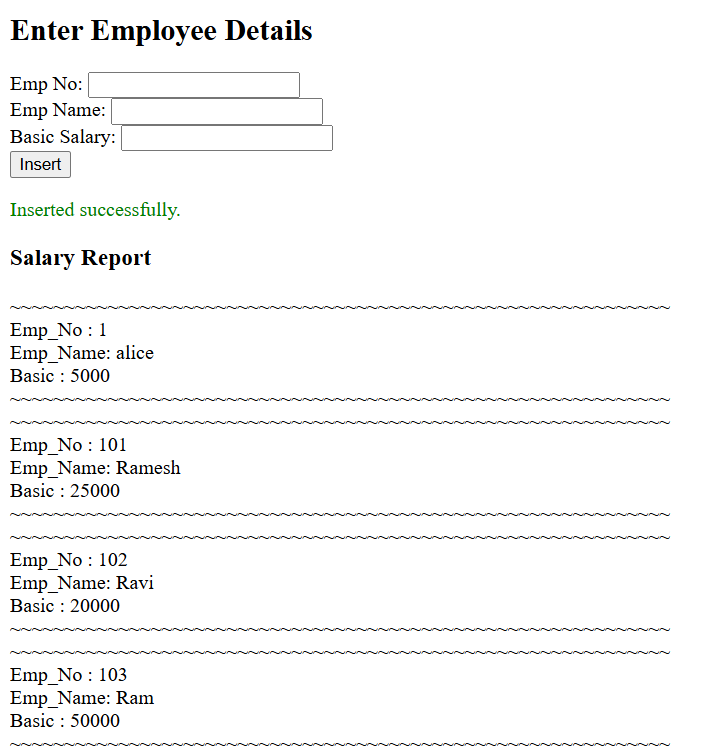 Enter Employee Details
Emp No:
Emp Name:
Basic Salary:
Insert
Inserted successfully.
Salary Report
~~~~~~~~~~~~~~~~~~~~~~~~~~~~~~~~~~~~~~~~~~~~~~~~~~~~~~~~~~~~~
Emp_No : 1
Emp_Name: alice
Basic : 5000
~~~~~~~~~~~~~~~~~~~~~~~~~~~~~~~~~~~~~~~~~~~~~~~~~~~~~~~~~~~~~
~~~~~~~~~~~~~~~~~~~~~~~~~~~~~~~~~~~~~~~~~~~~~~~~~~~~~~~~~~~~~
Emp_No : 101
Emp_Name: Ramesh
Basic : 25000
~~~~~~~~~~~~~~~~~~~~~~~~~~~~~~~~~~~~~~~~~~~~~~~~~~~~~~~~~~~~~
~~~~~~~~~~~~~~~~~~~~~~~~~~~~~~~~~~~~~~~~~~~~~~~~~~~~~~~~~~~~~
Emp_No : 102
Emp_Name: Ravi
Basic : 20000
~~~~~~~~~~~~~~~~~~~~~~~~~~~~~~~~~~~~~~~~~~~~~~~~~~~~~~~~~~~~~
~~~~~~~~~~~~~~~~~~~~~~~~~~~~~~~~~~~~~~~~~~~~~~~~~~~~~~~~~~~~~
Emp_No : 103
Emp_Name: Ram
Basic : 50000
~~~~~~~~~~~~~~~~~~~~~~~~~~~~~~~~~~~~~~~~~~~~~~~~~~~~~~~~~~~~~